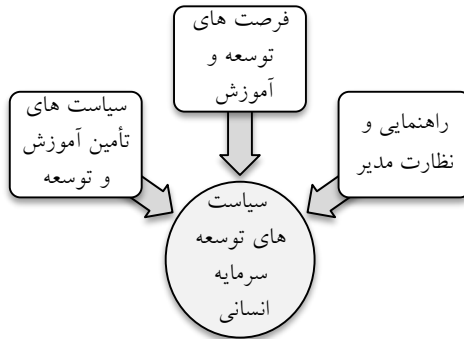 فرصت های
توسعه و
آموزش
راهنمایی و
نظارت مدیر
سیاست های
تأمین آموزش
و توسعه
سیاست
های توسعه
سرمایه
انسانی